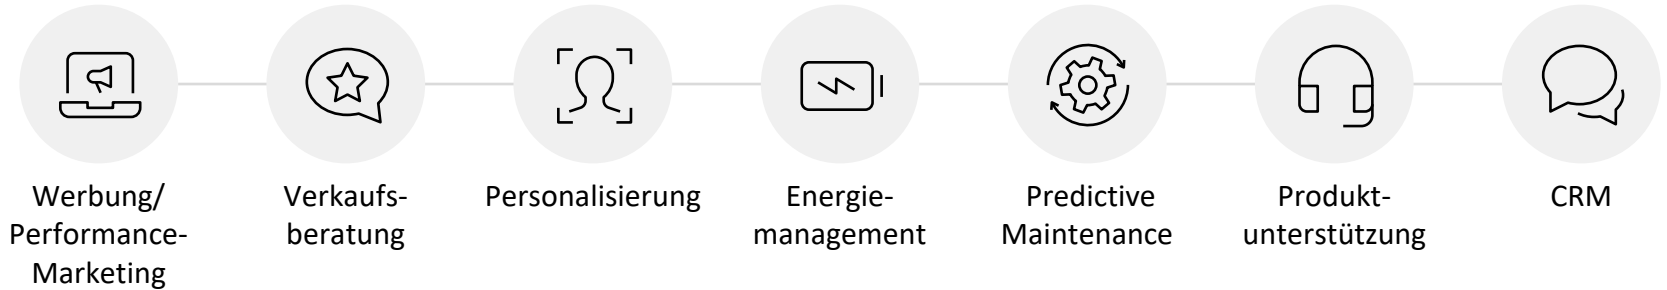 Werbung/
Performance-
Marketing
Verkaufs-
beratung
Personalisierung
Energie-
management
Predictive
Maintenance
Produkt-
unterstützung
CRM